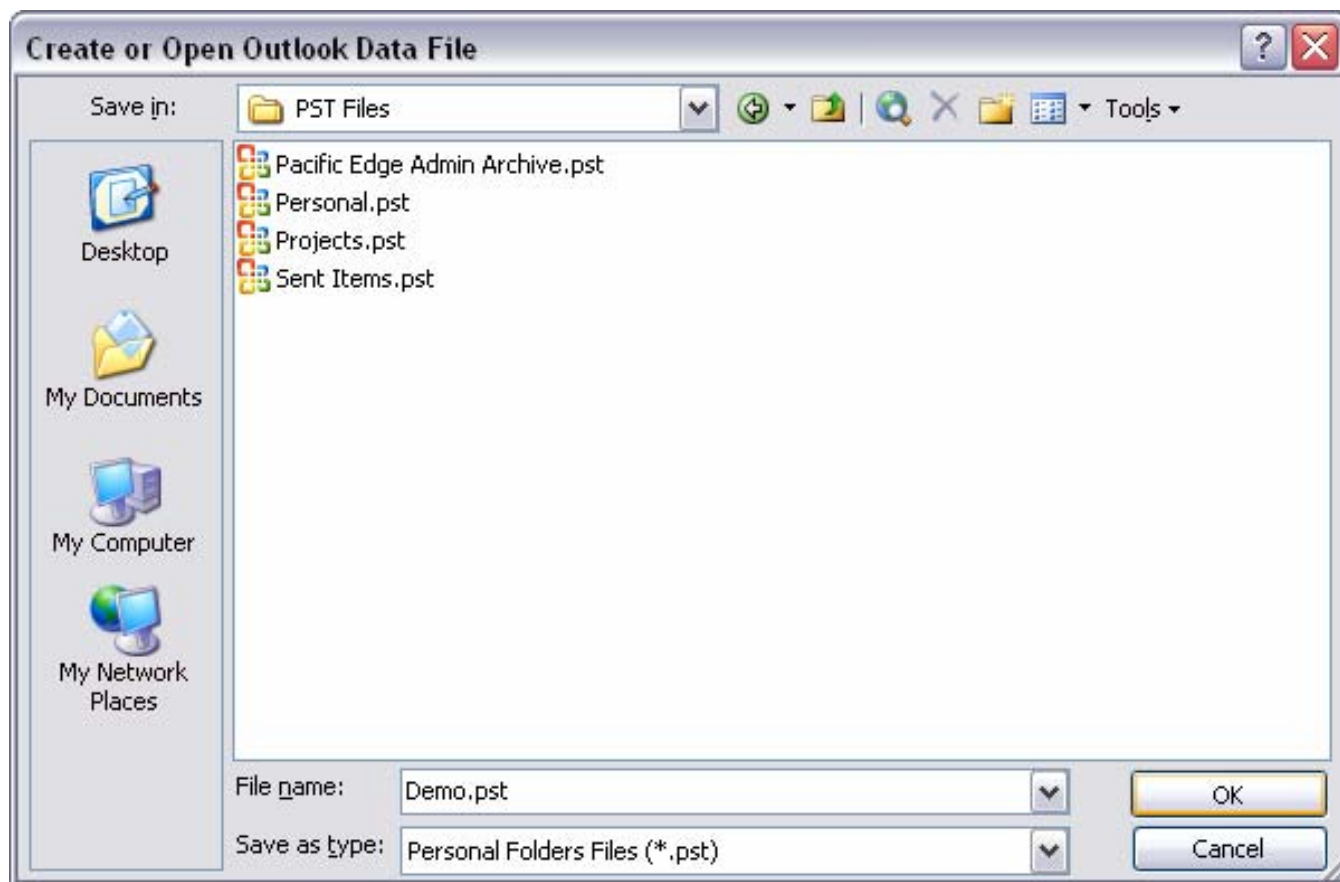 Create or Open Outlook Data File
Save in:
PST Files
Tools
Pacific Edge Admin Archive.pst
Personal.pst
Projects.pst
Sent Items.pst
Desktop
My Documents
My Computer
My Network
Places
File name:
Demo.pst
OK
Save as type:
Personal Folders Files (*.pst)
Cancel